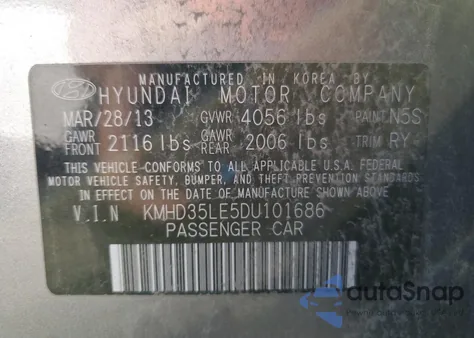 MANUFACTURED IN KOREA BY
HYUNDAI MOTOR COMPANY
MAR/28/13 GVWR 4056 lbs PAINT N5S
GAWR FRONT 2116 lbs GAWR REAR 2006 lbs TRIM RY
THIS VEHICLE CONFORMS TO ALL APPLICABLE U.S.A. FEDERAL
MOTOR VEHICLE SAFETY, BUMPER, AND THEFT PREVENTION STANDARDS
IN EFFECT ON THE DATE OF MANUFACTURE SHOWN ABOVE.
V.I.N KMHD35LE5DU101686
PASSENGER CAR
autoSnap